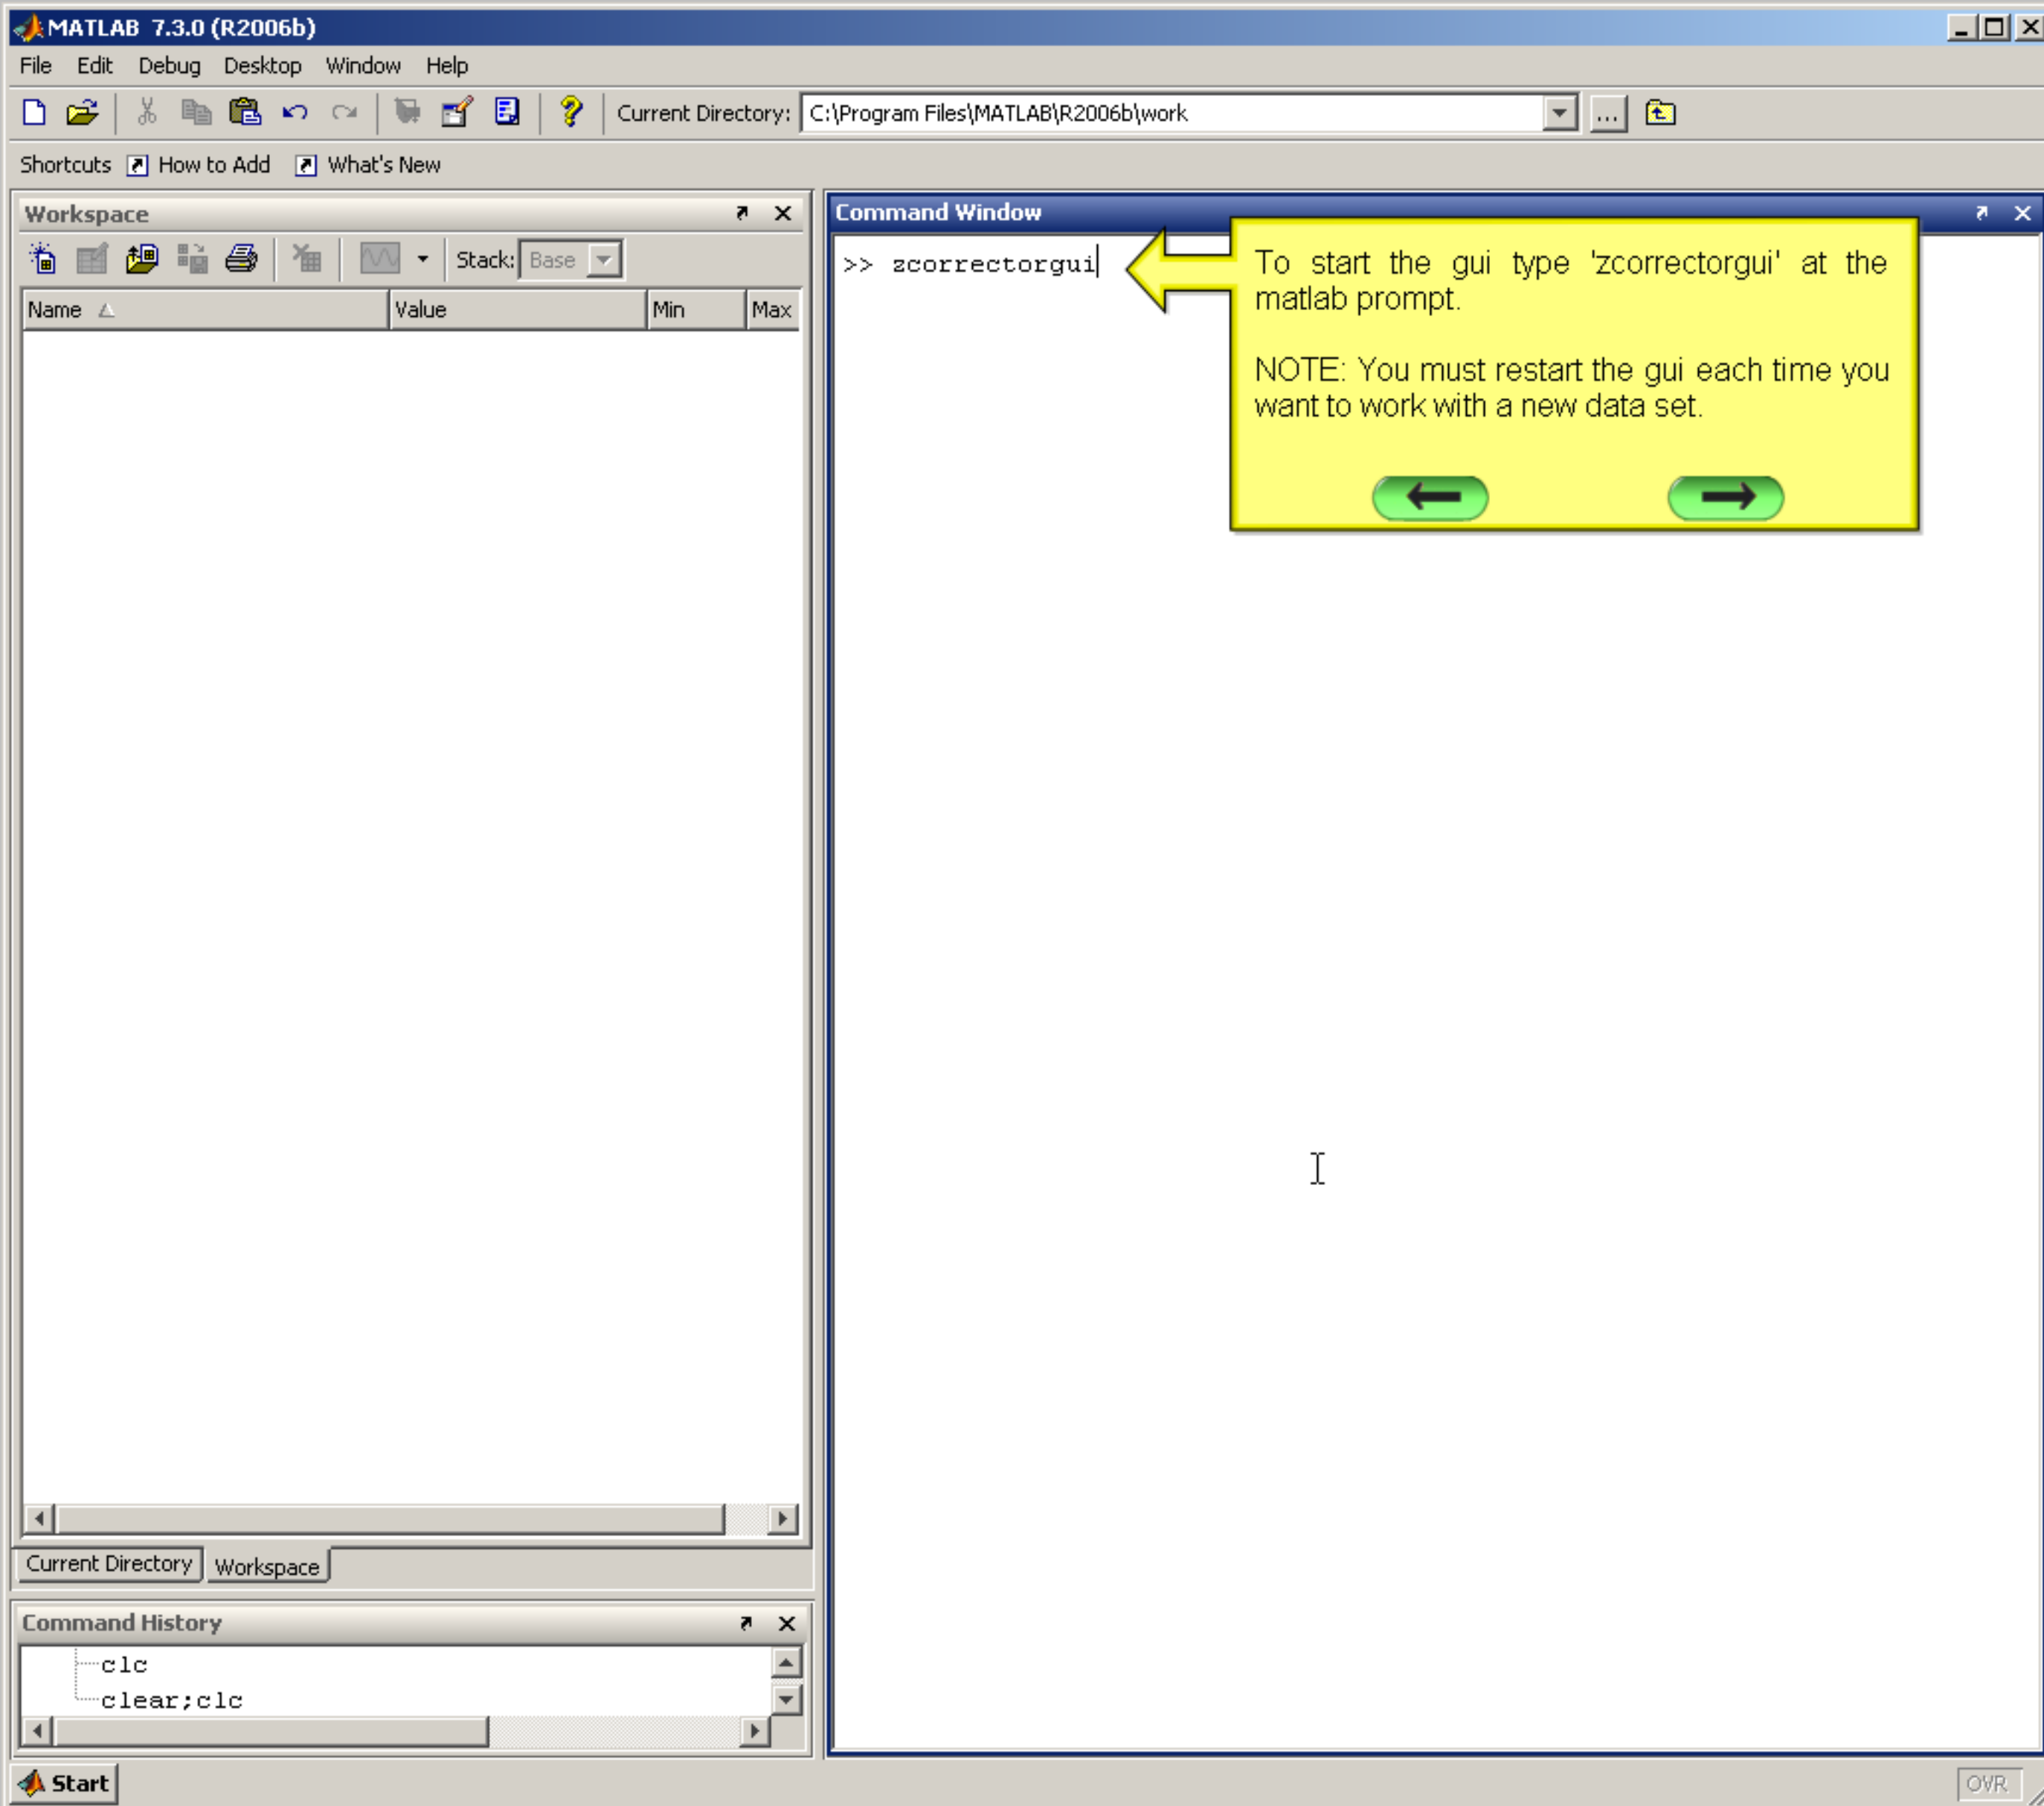 MATLAB 7.3.0 (R2006b)
File Edit Debug Desktop Window Help
Current Directory: C:\Program Files\MATLAB\R2006b\work ...
Shortcuts How to Add What's New
Workspace
Stack: Base
Name Value Min Max
Current Directory Workspace
Command History
clc
clear;clc
Command Window
>> zcorrectorgui
To start the gui type 'zcorrectorgui' at the
matlab prompt.
NOTE: You must restart the gui each time you
want to work with a new data set.
Start
OVR